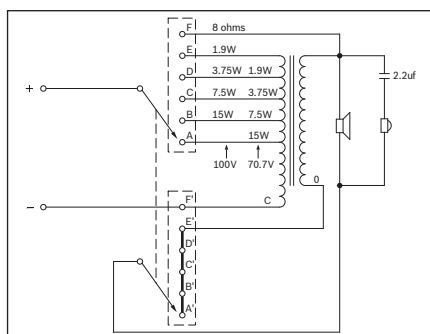 F 8 ohms
E 1.9W
D 3.75W 1.9W
C 7.5W 3.75W
B 15W 7.5W
A 15W
100V 70.7V
+
−
2.2uf
0
C
F'
E'
D'
C'
B'
A'